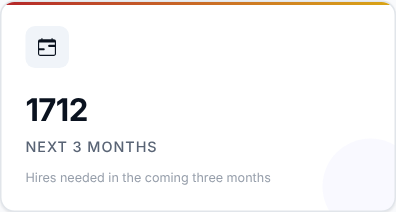 1712
NEXT 3 MONTHS
Hires needed in the coming three months